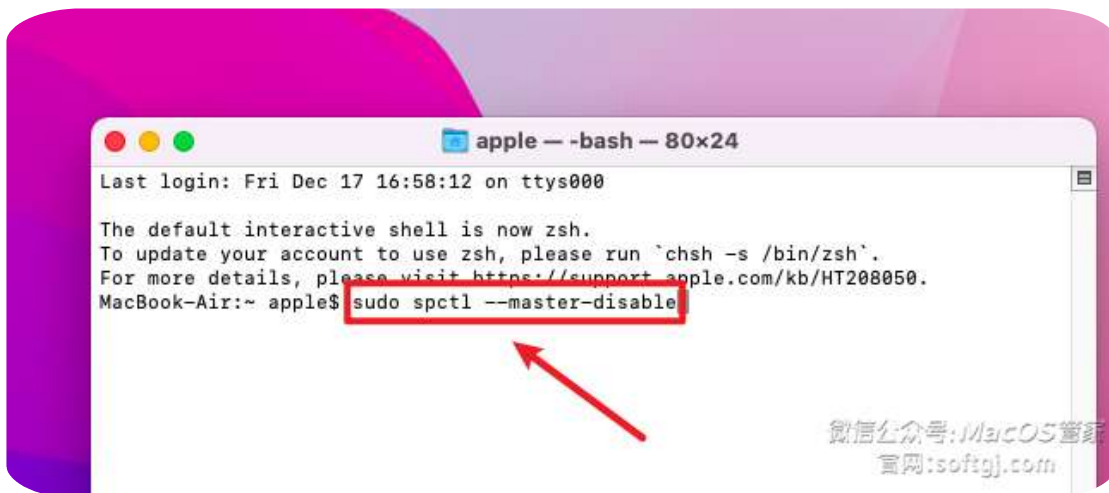 apple — -bash — 80×24
Last login: Fri Dec 17 16:58:12 on ttys000
The default interactive shell is now zsh.
To update your account to use zsh, please run `chsh -s /bin/zsh`.
For more details, please visit https://support.apple.com/kb/HT208050.
MacBook-Air:~ apple$ sudo spctl --master-disable
微信公众号:MacOS管家
官网:softgj.com